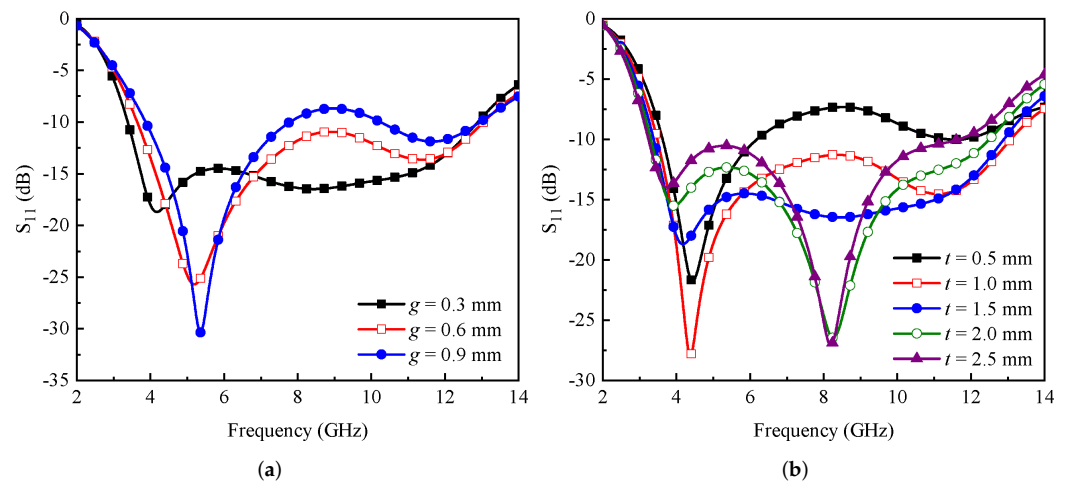 0
-5
-10
-15
-20
-25
-30
-35
S11 (dB)
2 4 6 8 10 12 14
Frequency (GHz)
g = 0.3 mm
g = 0.6 mm
g = 0.9 mm
(a)
0
-5
-10
-15
-20
-25
-30
S11 (dB)
2 4 6 8 10 12 14
Frequency (GHz)
t = 0.5 mm
t = 1.0 mm
t = 1.5 mm
t = 2.0 mm
t = 2.5 mm
(b)